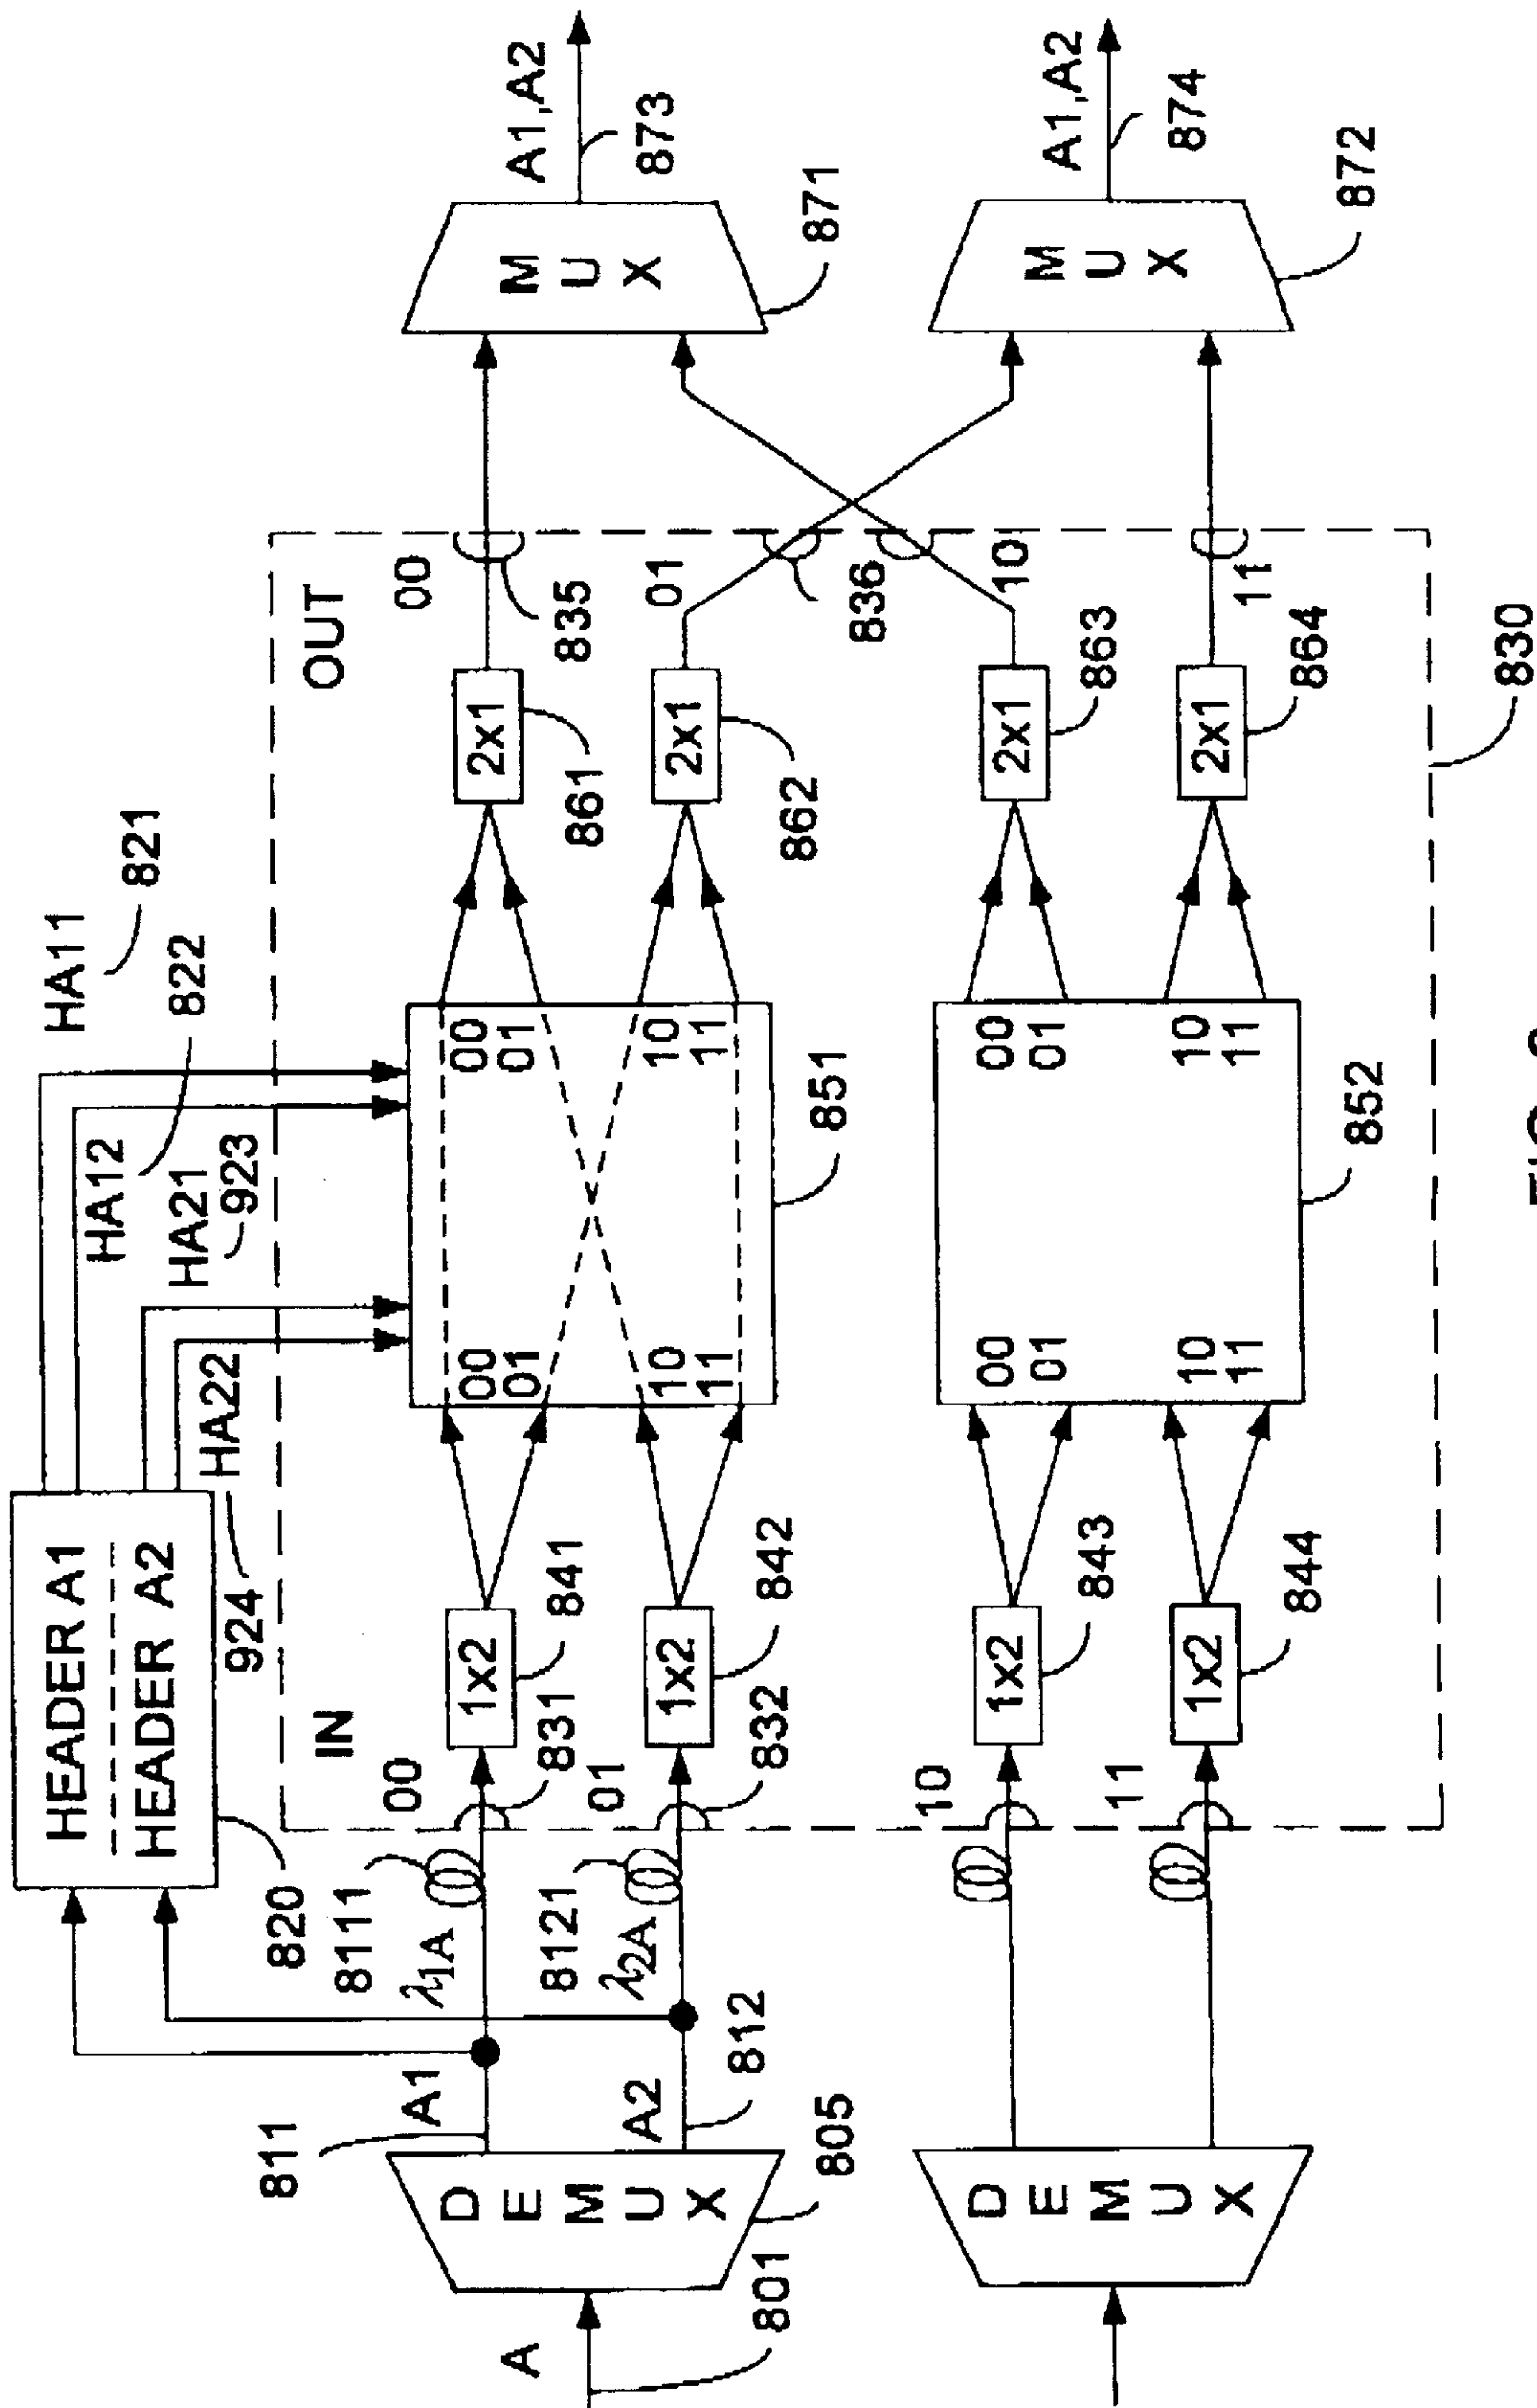 HEADER A1
HEADER A2
820
HA11
821
HA12
822
HA21
923
HA22
924
IN
OUT
A
801
DEMUX
805
811
A1
A2
812
8111
λ1A
8121
λ2A
00
831
01
832
1x2
841
1x2
842
00
01
10
11
00
01
10
11
851
2x1
861
2x1
862
00
835
01
836
MUX
871
A1,A2
873
DEMUX
10
11
1x2
843
1x2
844
00
01
10
11
00
01
10
11
852
2x1
863
2x1
864
10
11
830
MUX
872
A1,A2
874